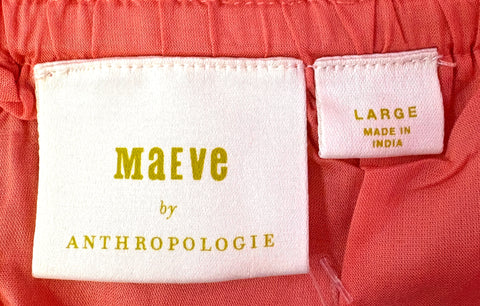 MaEve
by
ANTHROPOLOGIE
LARGE
MADE IN
INDIA